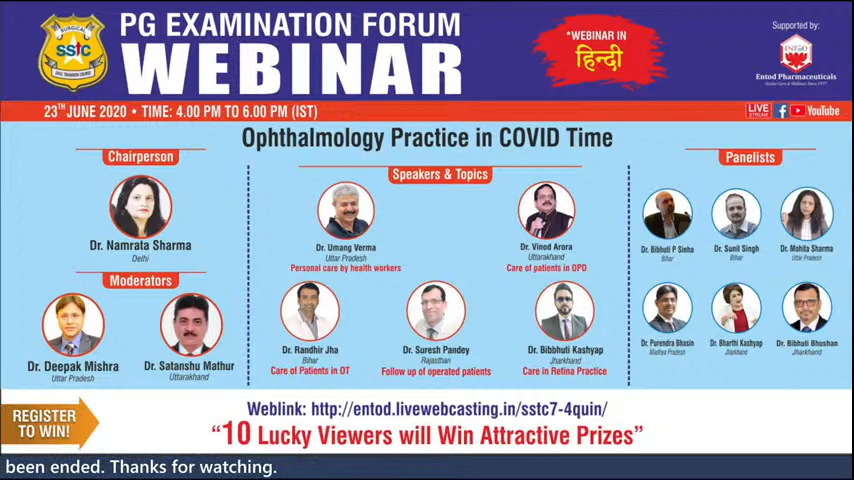 SURGICAL
SSTC
SKILL TRANSFER COURSE
PG EXAMINATION FORUM
WEBINAR
*WEBINAR IN
हिन्दी
Supported by:
ENTOD
Entod Pharmaceuticals
23TH JUNE 2020 • TIME: 4.00 PM TO 6.00 PM (IST)
LIVE
STREAM
YouTube
Ophthalmology Practice in COVID Time
Chairperson
Dr. Namrata Sharma
Delhi
Moderators
Dr. Deepak Mishra
Uttar Pradesh
Dr. Satanshu Mathur
Uttarakhand
Speakers & Topics
Dr. Umang Verma
Uttar Pradesh
Personal care by health workers
Dr. Vinod Arora
Uttarakhand
Care of patients in OPD
Dr. Randhir Jha
Bihar
Care of Patients in OT
Dr. Suresh Pandey
Rajasthan
Follow up of operated patients
Dr. Bibbhuti Kashyap
Jharkhand
Care in Retina Practice
Panelists
Dr. Bibhuti P Sinha
Bihar
Dr. Sunil Singh
Bihar
Dr. Mohita Sharma
Uttar Pradesh
Dr. Purendra Bhasin
Madhya Pradesh
Dr. Bharthi Kashyap
Jharkhand
Dr. Bibhuti Bhushan
Jharkhand
REGISTER
TO WIN!
Weblink: http://entod.livewebcasting.in/sstc7-4quin/
“10 Lucky Viewers will Win Attractive Prizes”
been ended. Thanks for watching.